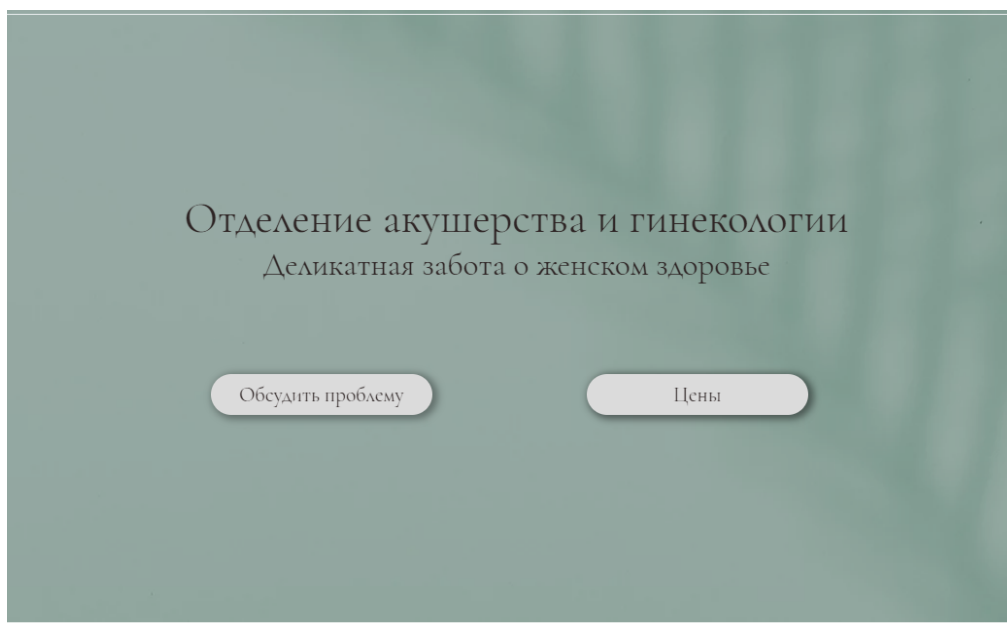 Отделение акушерства и гинекологии
Деликатная забота о женском здоровье
Обсудить проблему
Цены